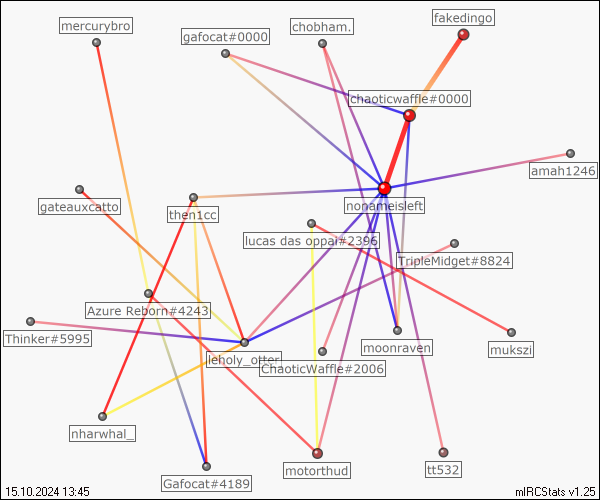 fakedingo
mercurybro
chobham.
gafocat#0000
chaoticwaffle#0000
amah1246
gateauxcatto
nonameisleft
then1cc
lucas das oppai#2396
TripleMidget#8824
Azure Reborn#4243
Thinker#5995
moonraven
mukszi
leholy_otter
ChaoticWaffle#2006
nharwhal_
motorthud
tt532
Gafocat#4189
15.10.2024 13:45
mIRCStats v1.25